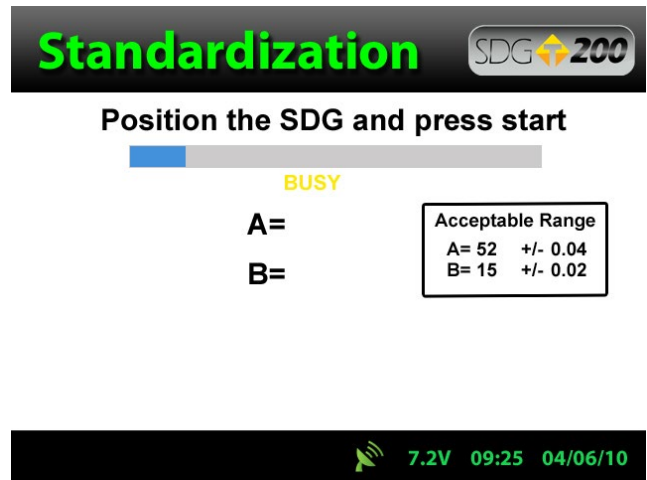 Standardization SDG 200
Position the SDG and press start
BUSY
A=
B=
Acceptable Range
A= 52 +/- 0.04
B= 15 +/- 0.02
7.2V 09:25 04/06/10